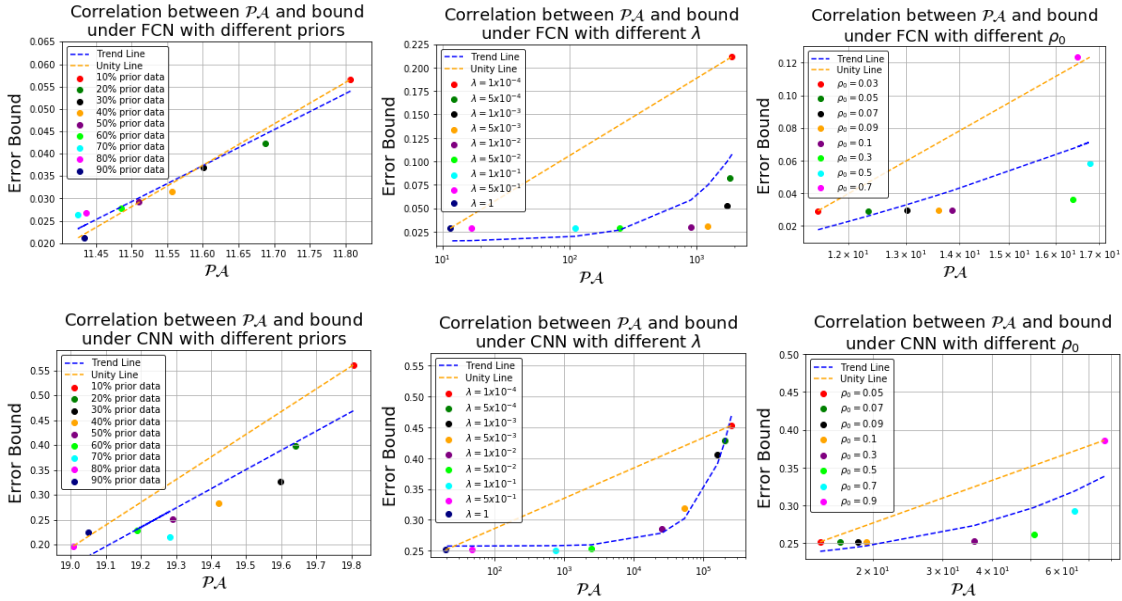 Correlation between 𝒫𝒜 and bound
under FCN with different priors
Error Bound
0.065
0.060
0.055
0.050
0.045
0.040
0.035
0.030
0.025
0.020
Trend Line
Unity Line
10% prior data
20% prior data
30% prior data
40% prior data
50% prior data
60% prior data
70% prior data
80% prior data
90% prior data
11.45 11.50 11.55 11.60 11.65 11.70 11.75 11.80
𝒫𝒜
Correlation between 𝒫𝒜 and bound
under FCN with different λ
Error Bound
0.225
0.200
0.175
0.150
0.125
0.100
0.075
0.050
0.025
Trend Line
Unity Line
λ = 1x10⁻⁴
λ = 5x10⁻⁴
λ = 1x10⁻³
λ = 5x10⁻³
λ = 1x10⁻²
λ = 5x10⁻²
λ = 1x10⁻¹
λ = 5x10⁻¹
λ = 1
10¹ 10² 10³
𝒫𝒜
Correlation between 𝒫𝒜 and bound
under FCN with different ρ₀
Error Bound
0.12
0.10
0.08
0.06
0.04
0.02
0.00
Trend Line
Unity Line
ρ₀ = 0.03
ρ₀ = 0.05
ρ₀ = 0.07
ρ₀ = 0.09
ρ₀ = 0.1
ρ₀ = 0.3
ρ₀ = 0.5
ρ₀ = 0.7
1.2 × 10¹ 1.3 × 10¹ 1.4 × 10¹ 1.5 × 10¹ 1.6 × 10¹ 1.7 × 10¹
𝒫𝒜
Correlation between 𝒫𝒜 and bound
under CNN with different priors
Error Bound
0.55
0.50
0.45
0.40
0.35
0.30
0.25
0.20
Trend Line
Unity Line
10% prior data
20% prior data
30% prior data
40% prior data
50% prior data
60% prior data
70% prior data
80% prior data
90% prior data
19.0 19.1 19.2 19.3 19.4 19.5 19.6 19.7 19.8
𝒫𝒜
Correlation between 𝒫𝒜 and bound
under CNN with different λ
Error Bound
0.60
0.55
0.50
0.45
0.40
0.35
0.30
0.25
Trend Line
Unity Line
λ = 1x10⁻⁴
λ = 5x10⁻⁴
λ = 1x10⁻³
λ = 5x10⁻³
λ = 1x10⁻²
λ = 5x10⁻²
λ = 1x10⁻¹
λ = 5x10⁻¹
λ = 1
10² 10³ 10⁴ 10⁵
𝒫𝒜
Correlation between 𝒫𝒜 and bound
under CNN with different ρ₀
Error Bound
0.50
0.45
0.40
0.35
0.30
0.25
Trend Line
Unity Line
ρ₀ = 0.05
ρ₀ = 0.07
ρ₀ = 0.09
ρ₀ = 0.1
ρ₀ = 0.3
ρ₀ = 0.5
ρ₀ = 0.7
ρ₀ = 0.9
2 × 10¹ 3 × 10¹ 4 × 10¹ 6 × 10¹
𝒫𝒜